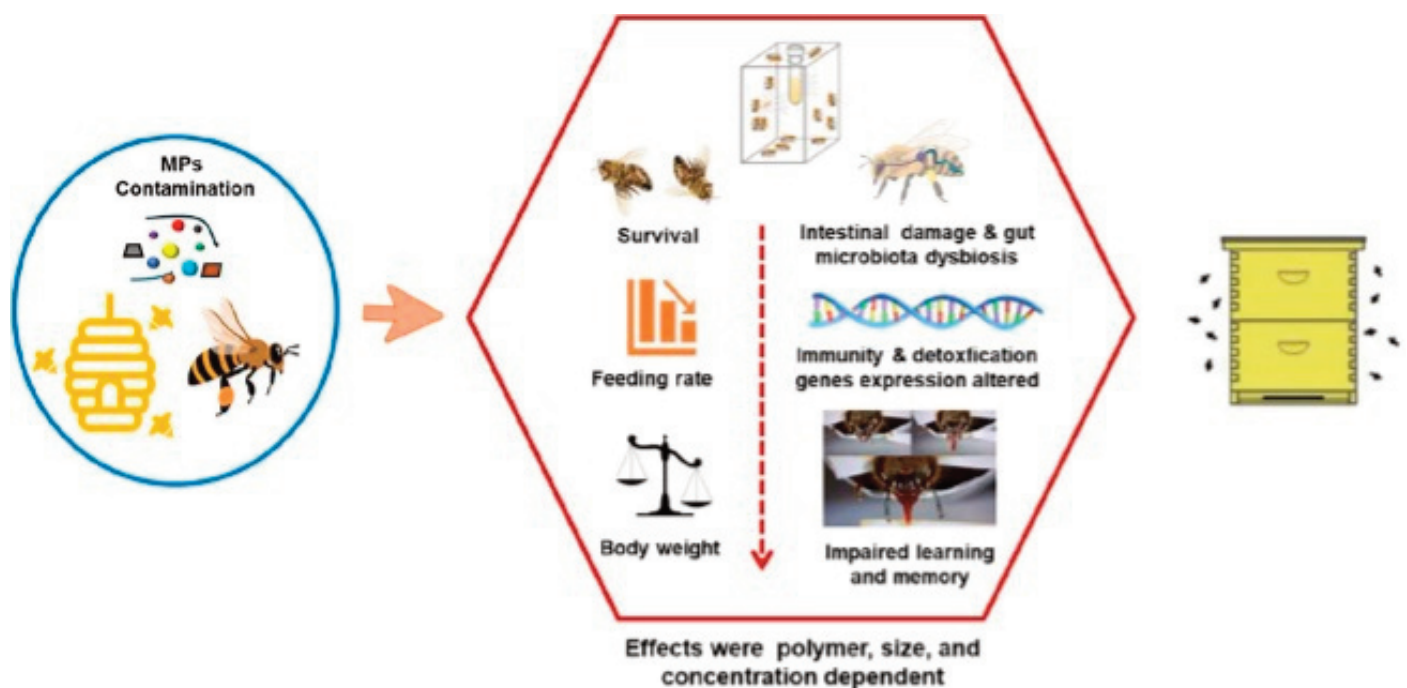 MPs
Contamination
Survival
Feeding rate
Body weight
Intestinal damage & gut
microbiota dysbiosis
Immunity & detoxfication
genes expression altered
Impaired learning
and memory
Effects were polymer, size, and
concentration dependent